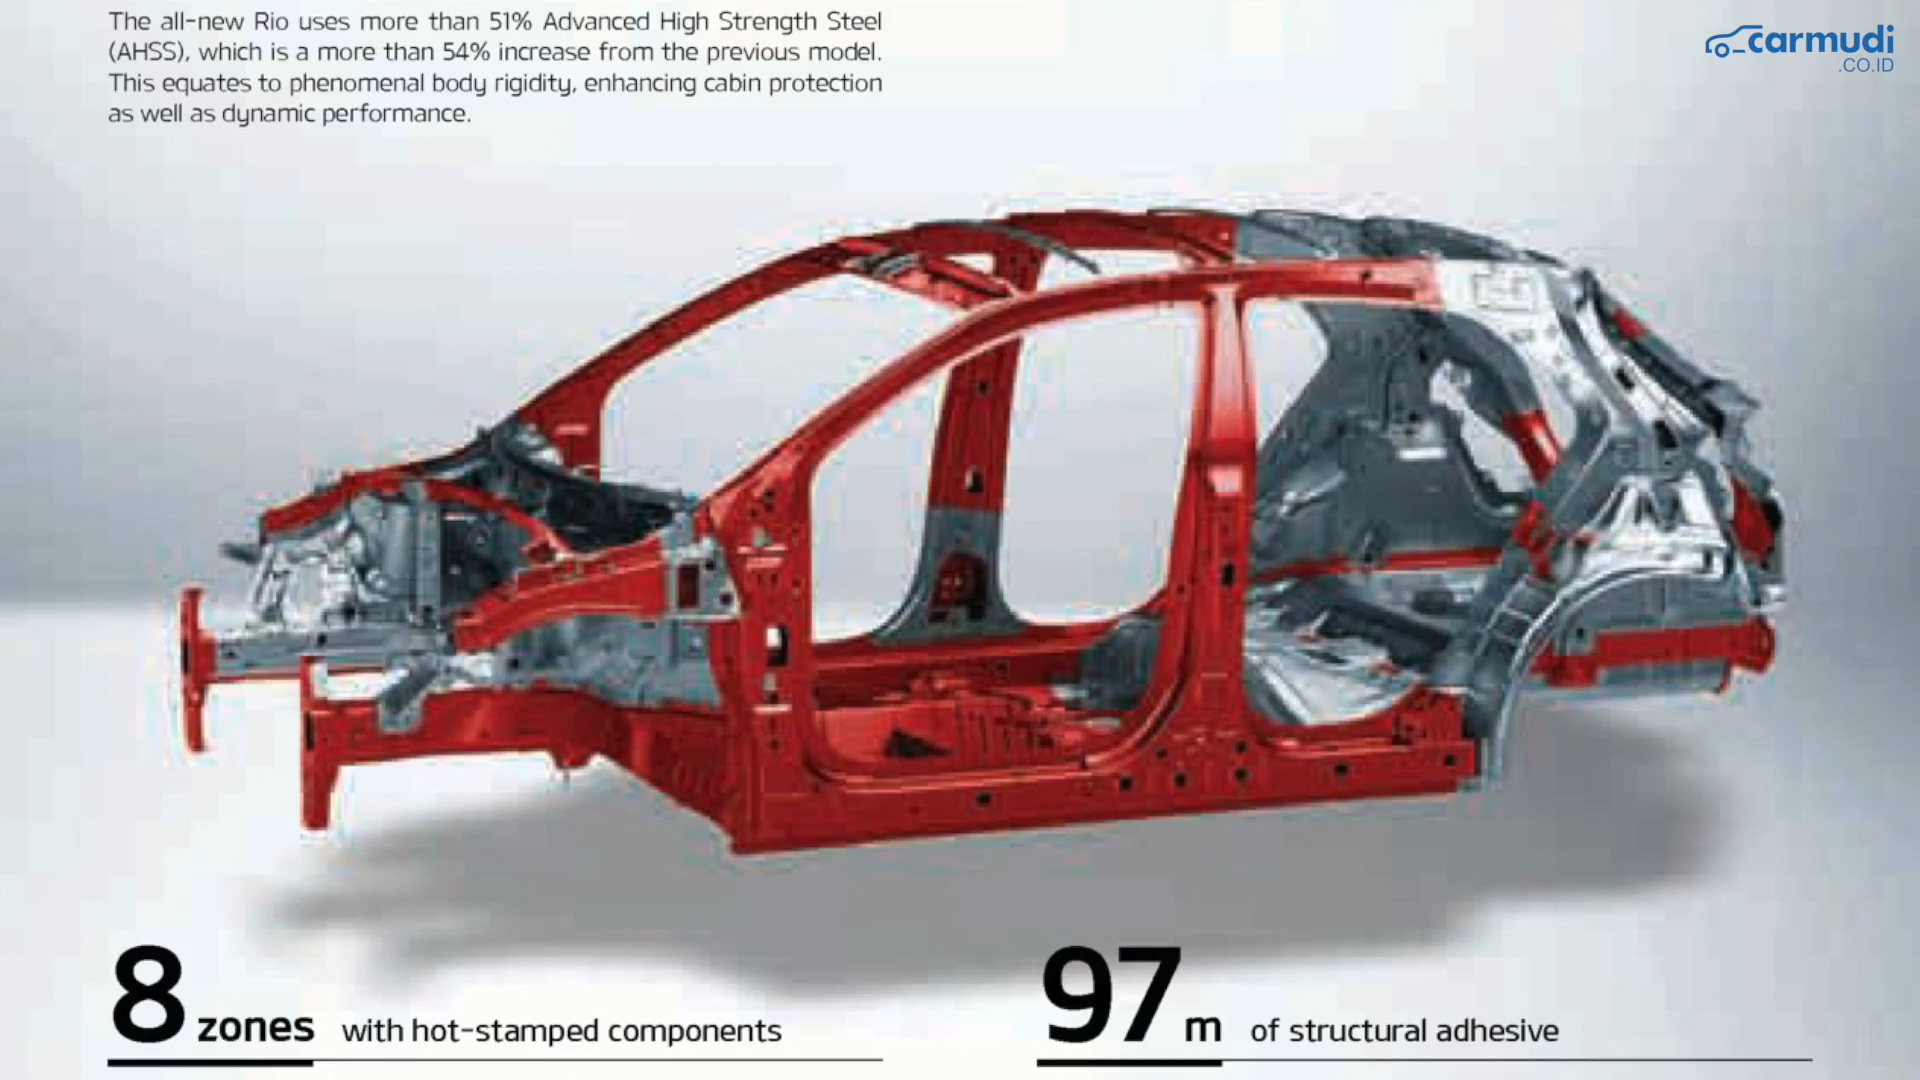 The all-new Rio uses more than 51% Advanced High Strength Steel
(AHSS), which is a more than 54% increase from the previous model.
This equates to phenomenal body rigidity, enhancing cabin protection
as well as dynamic performance.
carmudi
.CO.ID
8 zones with hot-stamped components
97 m of structural adhesive